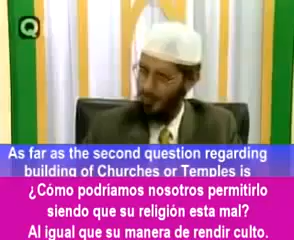 Q
As far as the second question regarding
building of Churches or Temples is
¿Cómo podríamos nosotros permitirlo
siendo que su religión esta mal?
Al igual que su manera de rendir culto.